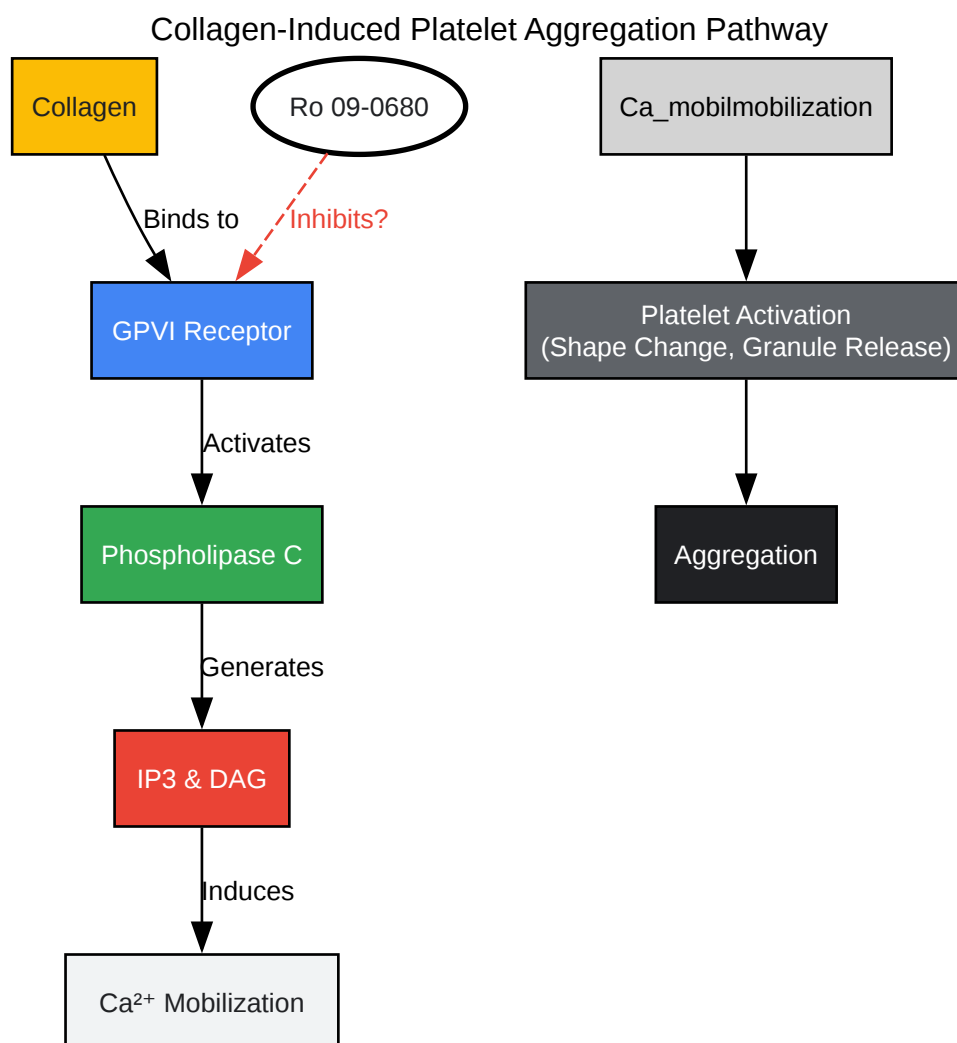 Collagen-Induced Platelet Aggregation Pathway
Collagen
Ro 09-0680
Ca_mobilmobilization
Binds to
Inhibits?
GPVI Receptor
Platelet Activation
(Shape Change, Granule Release)
Activates
Phospholipase C
Aggregation
Generates
IP3 & DAG
Induces
Ca²⁺ Mobilization